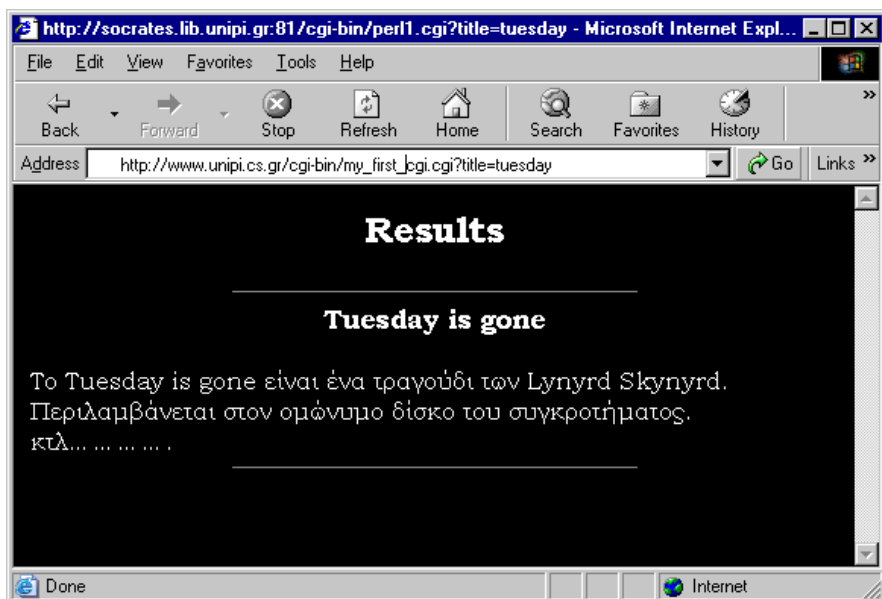 http://socrates.lib.unipi.gr:81/cgi-bin/perl1.cgi?title=tuesday - Microsoft Internet Expl...
File Edit View Favorites Tools Help
Back Forward Stop Refresh Home Search Favorites History »
Address http://www.unipi.cs.gr/cgi-bin/my_first_cgi.cgi?title=tuesday Go Links »
Results
Tuesday is gone
Το Tuesday is gone είναι ένα τραγούδι των Lynyrd Skynyrd.
Περιλαμβάνεται στον ομώνυμο δίσκο του συγκροτήματος.
κτλ... ... ... ... .
Done Internet